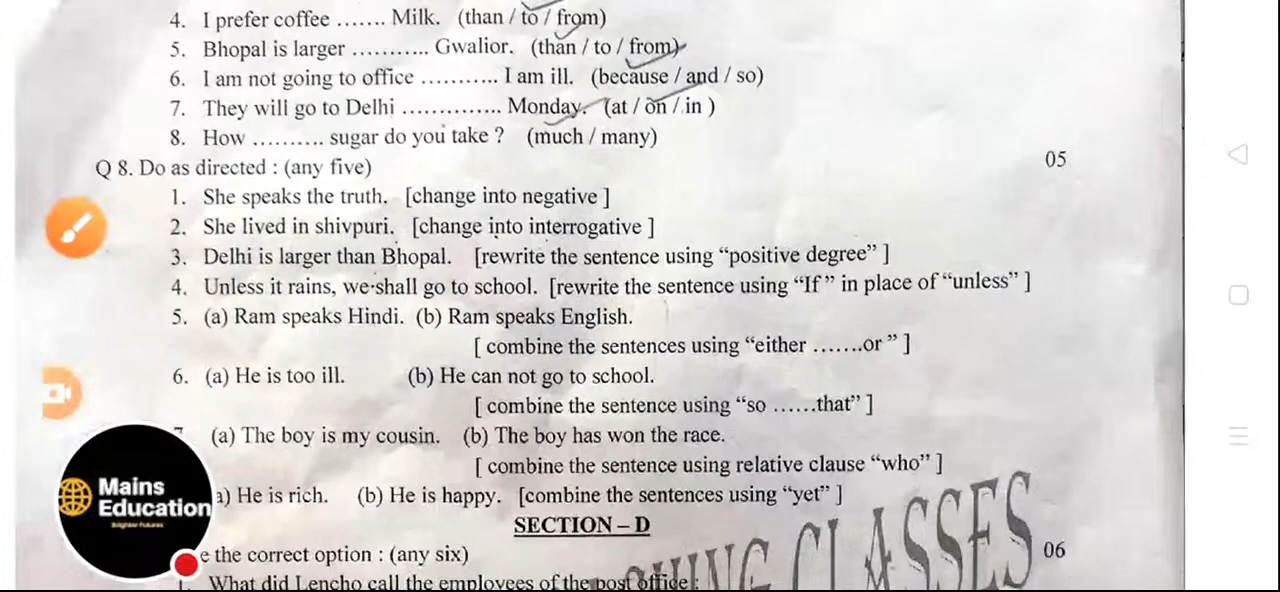 4. I prefer coffee ....... Milk. (than / to / from)
5. Bhopal is larger ........... Gwalior. (than / to / from)
6. I am not going to office ........... I am ill. (because / and / so)
7. They will go to Delhi .............. Monday. (at / on / in )
8. How .......... sugar do you take ? (much / many)
Q 8. Do as directed : (any five) 05
1. She speaks the truth. [change into negative ]
2. She lived in shivpuri. [change into interrogative ]
3. Delhi is larger than Bhopal. [rewrite the sentence using “positive degree” ]
4. Unless it rains, we shall go to school. [rewrite the sentence using “If” in place of “unless” ]
5. (a) Ram speaks Hindi. (b) Ram speaks English.
[ combine the sentences using “either .......or ” ]
6. (a) He is too ill. (b) He can not go to school.
[ combine the sentence using “so ......that” ]
(a) The boy is my cousin. (b) The boy has won the race.
[ combine the sentence using relative clause “who” ]
a) He is rich. (b) He is happy. [combine the sentences using “yet” ]
Mains
Education
Brighter Futures
SECTION – D
e the correct option : (any six) 06
1. What did Lencho call the employees of the post office :
CLASSES